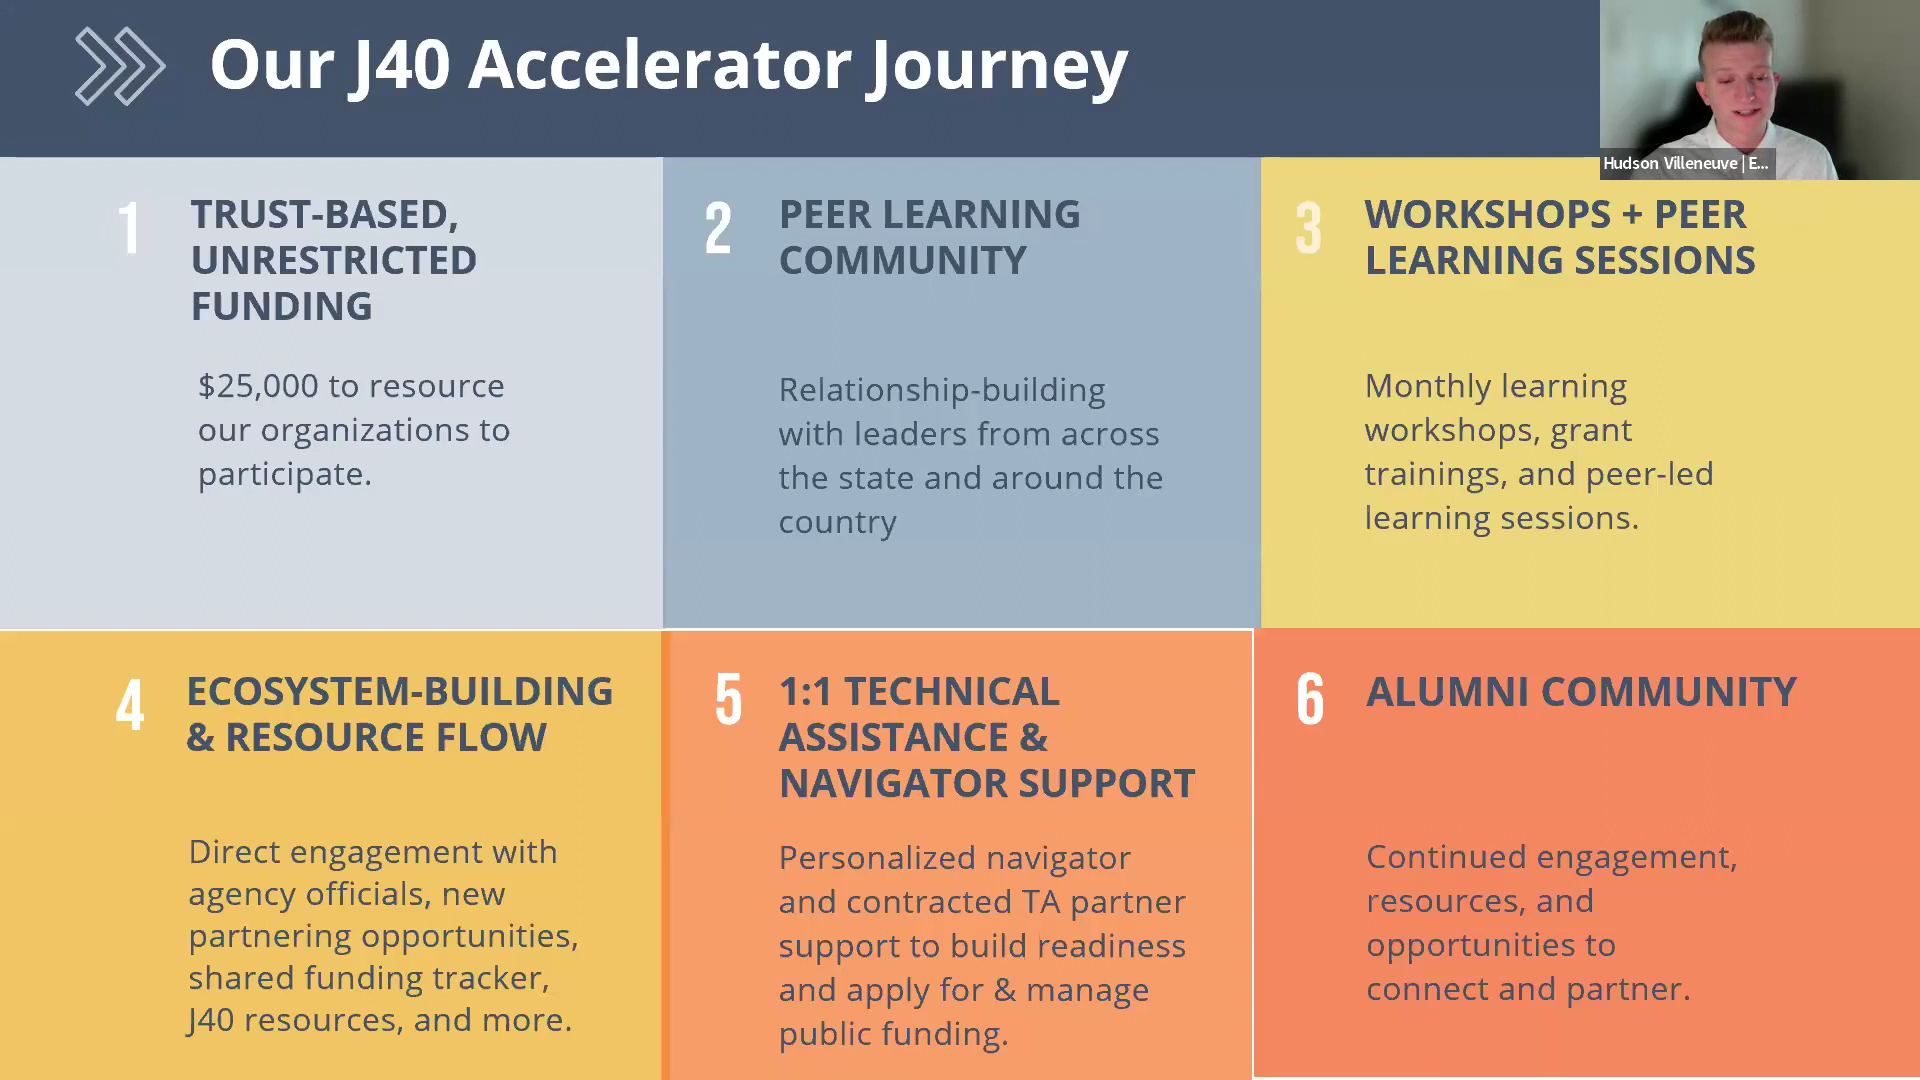 Our J40 Accelerator Journey
Hudson Villeneuve | E...
1
TRUST-BASED,
UNRESTRICTED
FUNDING
$25,000 to resource
our organizations to
participate.
2
PEER LEARNING
COMMUNITY
Relationship-building
with leaders from across
the state and around the
country
3
WORKSHOPS + PEER
LEARNING SESSIONS
Monthly learning
workshops, grant
trainings, and peer-led
learning sessions.
4
ECOSYSTEM-BUILDING
& RESOURCE FLOW
Direct engagement with
agency officials, new
partnering opportunities,
shared funding tracker,
J40 resources, and more.
5
1:1 TECHNICAL
ASSISTANCE &
NAVIGATOR SUPPORT
Personalized navigator
and contracted TA partner
support to build readiness
and apply for & manage
public funding.
6
ALUMNI COMMUNITY
Continued engagement,
resources, and
opportunities to
connect and partner.